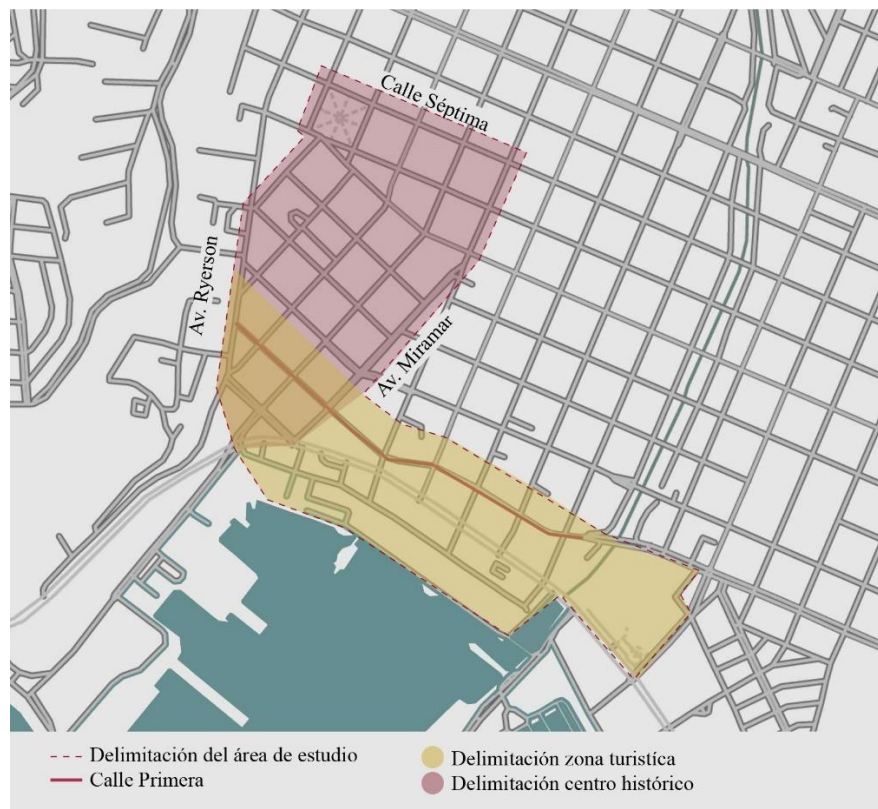 Calle Séptima
Av. Ryerson
Av. Miramar
Delimitación del área de estudio
Calle Primera
Delimitación zona turistíca
Delimitación centro histórico